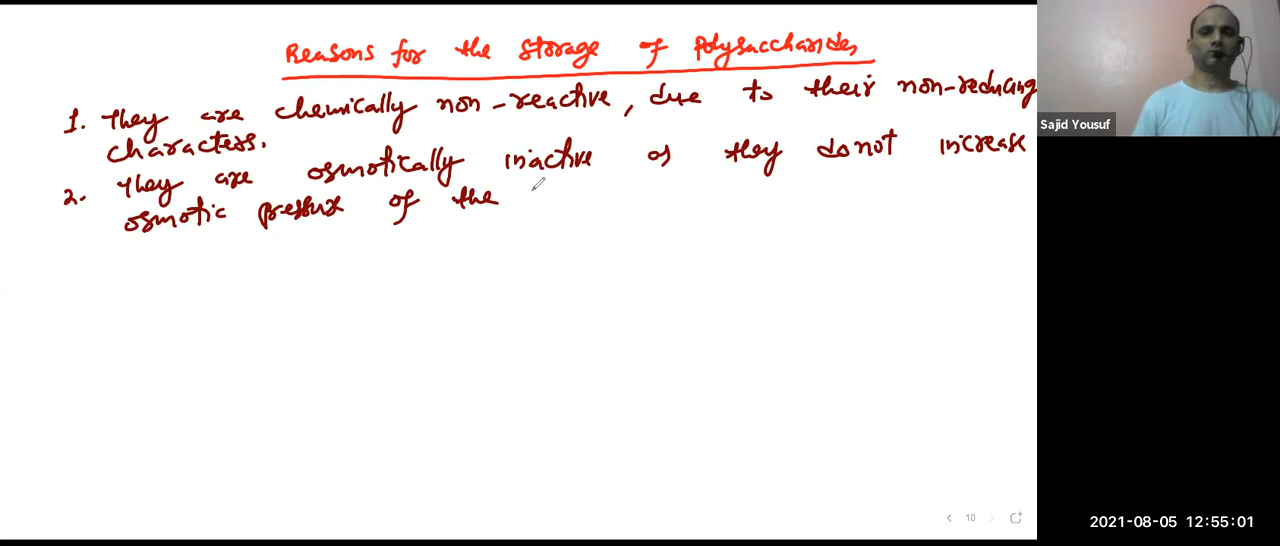 Reasons for the Storage of Polysaccharides
1. They are chemically non-reactive, due to their non-reducing
characters.
2. They are osmotically inactive as they do not increase
osmotic pressure of the
Sajid Yousuf
10
2021-08-05 12:55:01